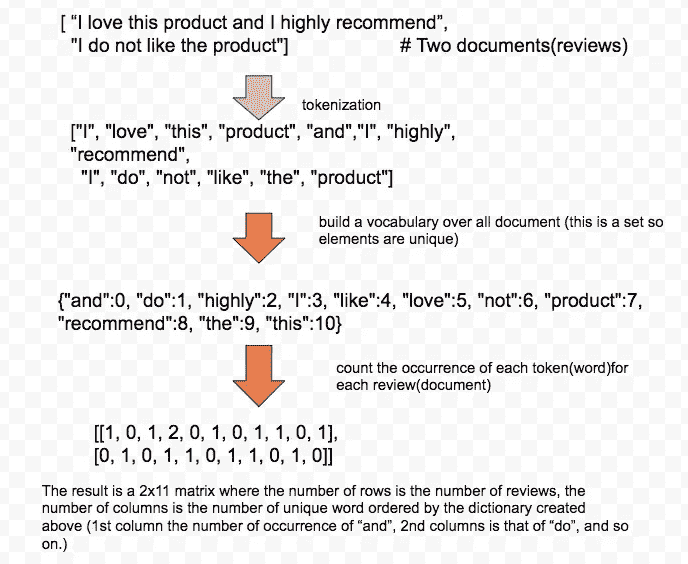 [ “I love this product and I highly recommend”,
"I do not like the product"]
# Two documents(reviews)
tokenization
["I", "love", "this", "product", "and","I", "highly",
"recommend",
"I", "do", "not", "like", "the", "product"]
build a vocabulary over all document (this is a set so
elements are unique)
{"and":0, "do":1, "highly":2, "I":3, "like":4, "love":5, "not":6, "product":7,
"recommend":8, "the":9, "this":10}
count the occurrence of each token(word)for
each review(document)
[[1, 0, 1, 2, 0, 1, 0, 1, 1, 0, 1],
[0, 1, 0, 1, 1, 0, 1, 1, 0, 1, 0]]
The result is a 2x11 matrix where the number of rows is the number of reviews, the
number of columns is the number of unique word ordered by the dictionary created
above (1st column the number of occurrence of “and”, 2nd columns is that of “do”, and so
on.)